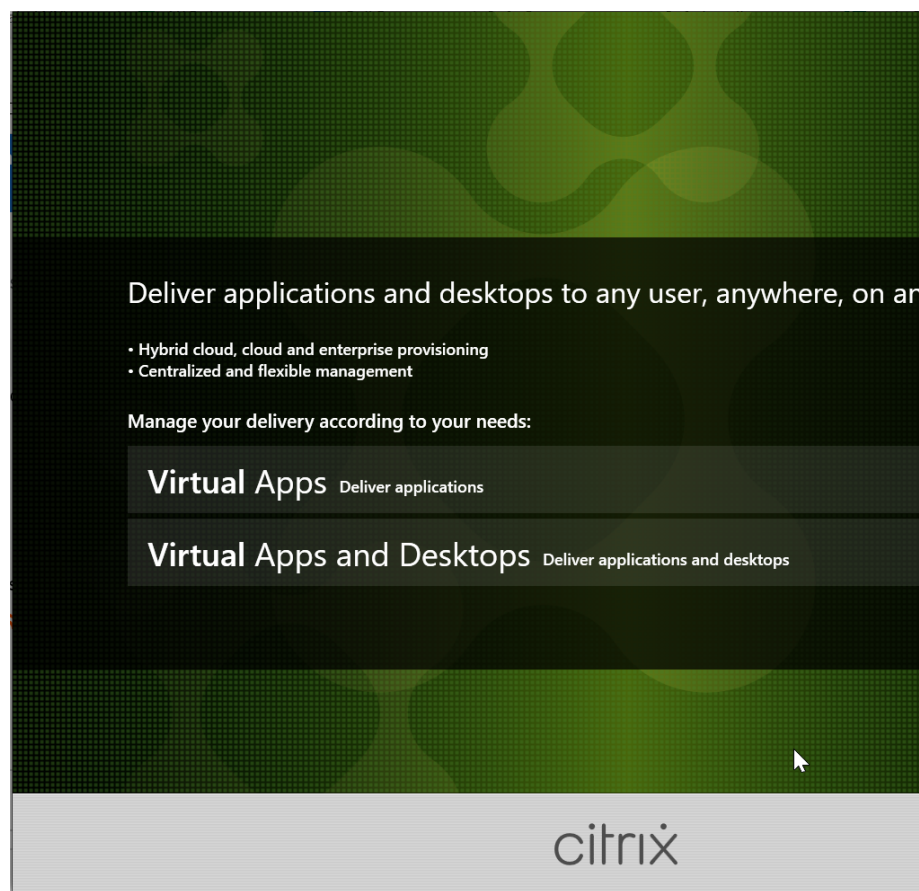 Deliver applications and desktops to any user, anywhere, on
• Hybrid cloud, cloud and enterprise provisioning
• Centralized and flexible management
Manage your delivery according to your needs:
Virtual Apps Deliver applications
Virtual Apps and Desktops Deliver applications and desktops
citrix